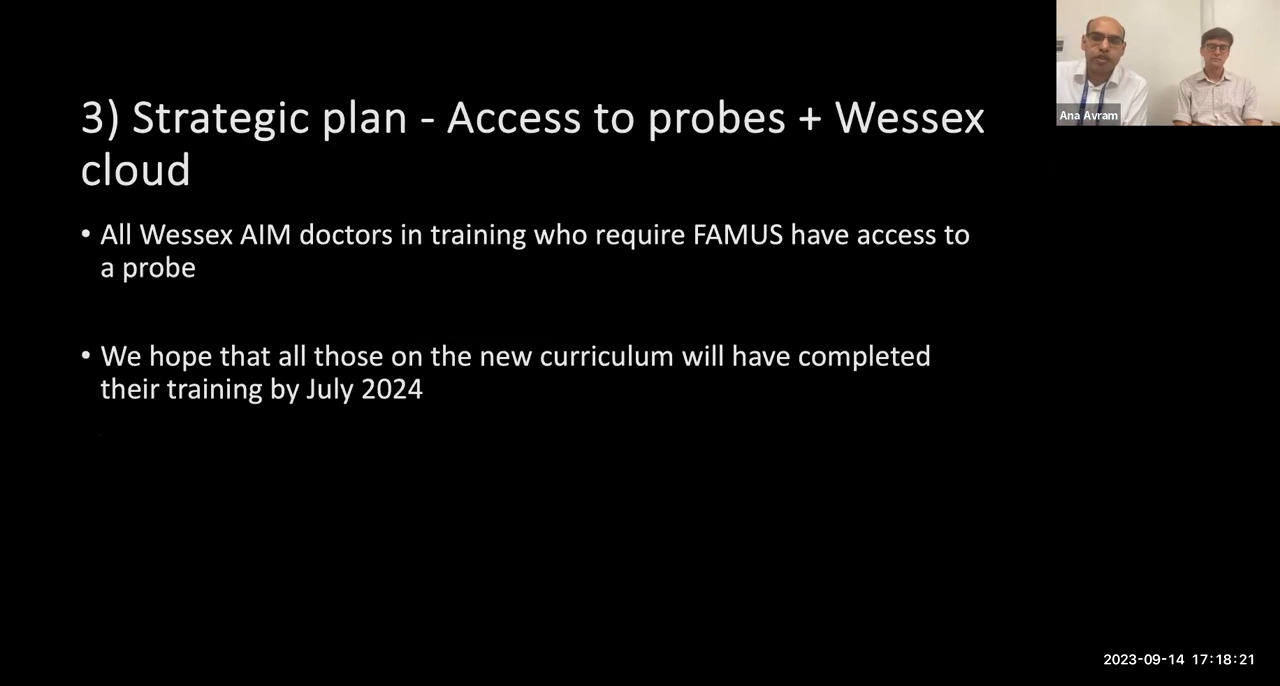 3) Strategic plan - Access to probes + Wessex
cloud
• All Wessex AIM doctors in training who require FAMUS have access to
a probe
• We hope that all those on the new curriculum will have completed
their training by July 2024
Ana Avram
2023-09-14 17:18:21